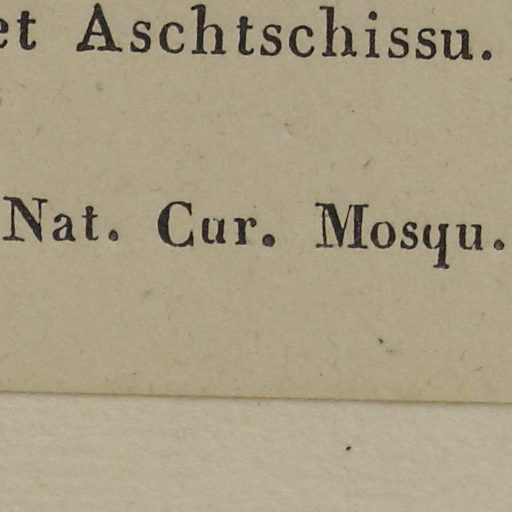 et Aschtschissu.
Nat. Cur. Mosqu.